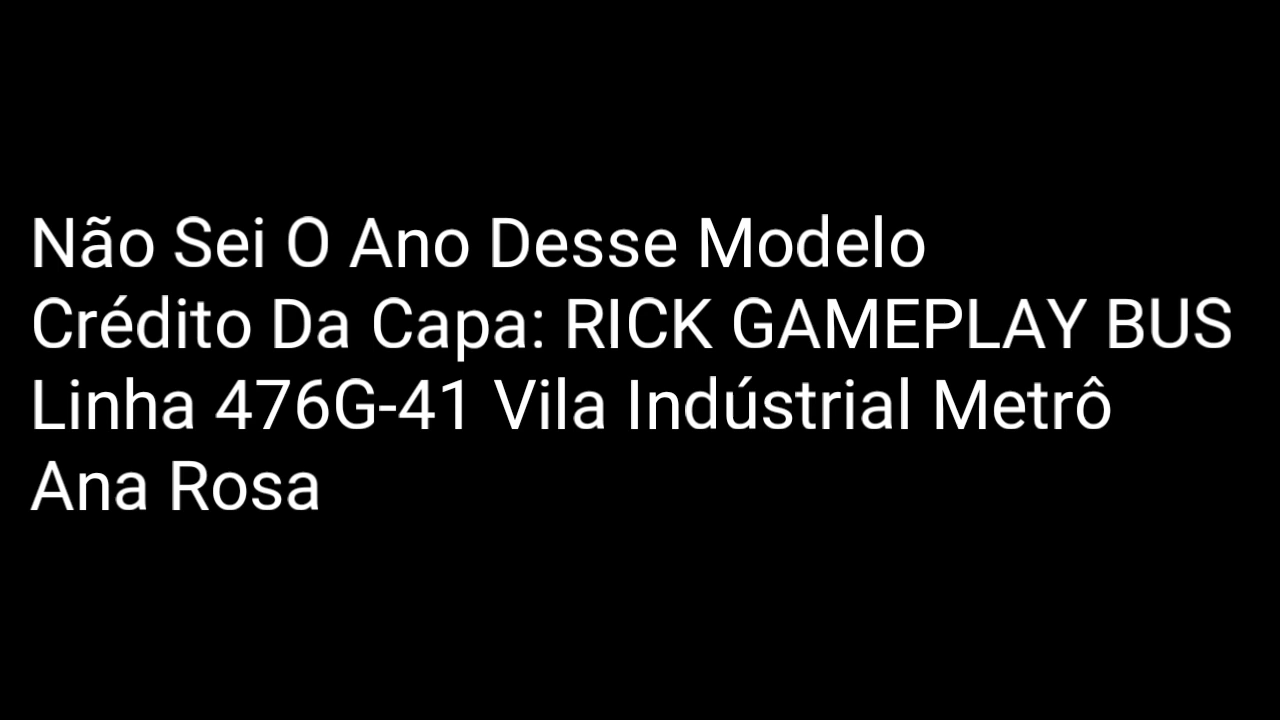 Não Sei O Ano Desse Modelo
Crédito Da Capa: RICK GAMEPLAY BUS
Linha 476G-41 Vila Indústrial Metrô
Ana Rosa